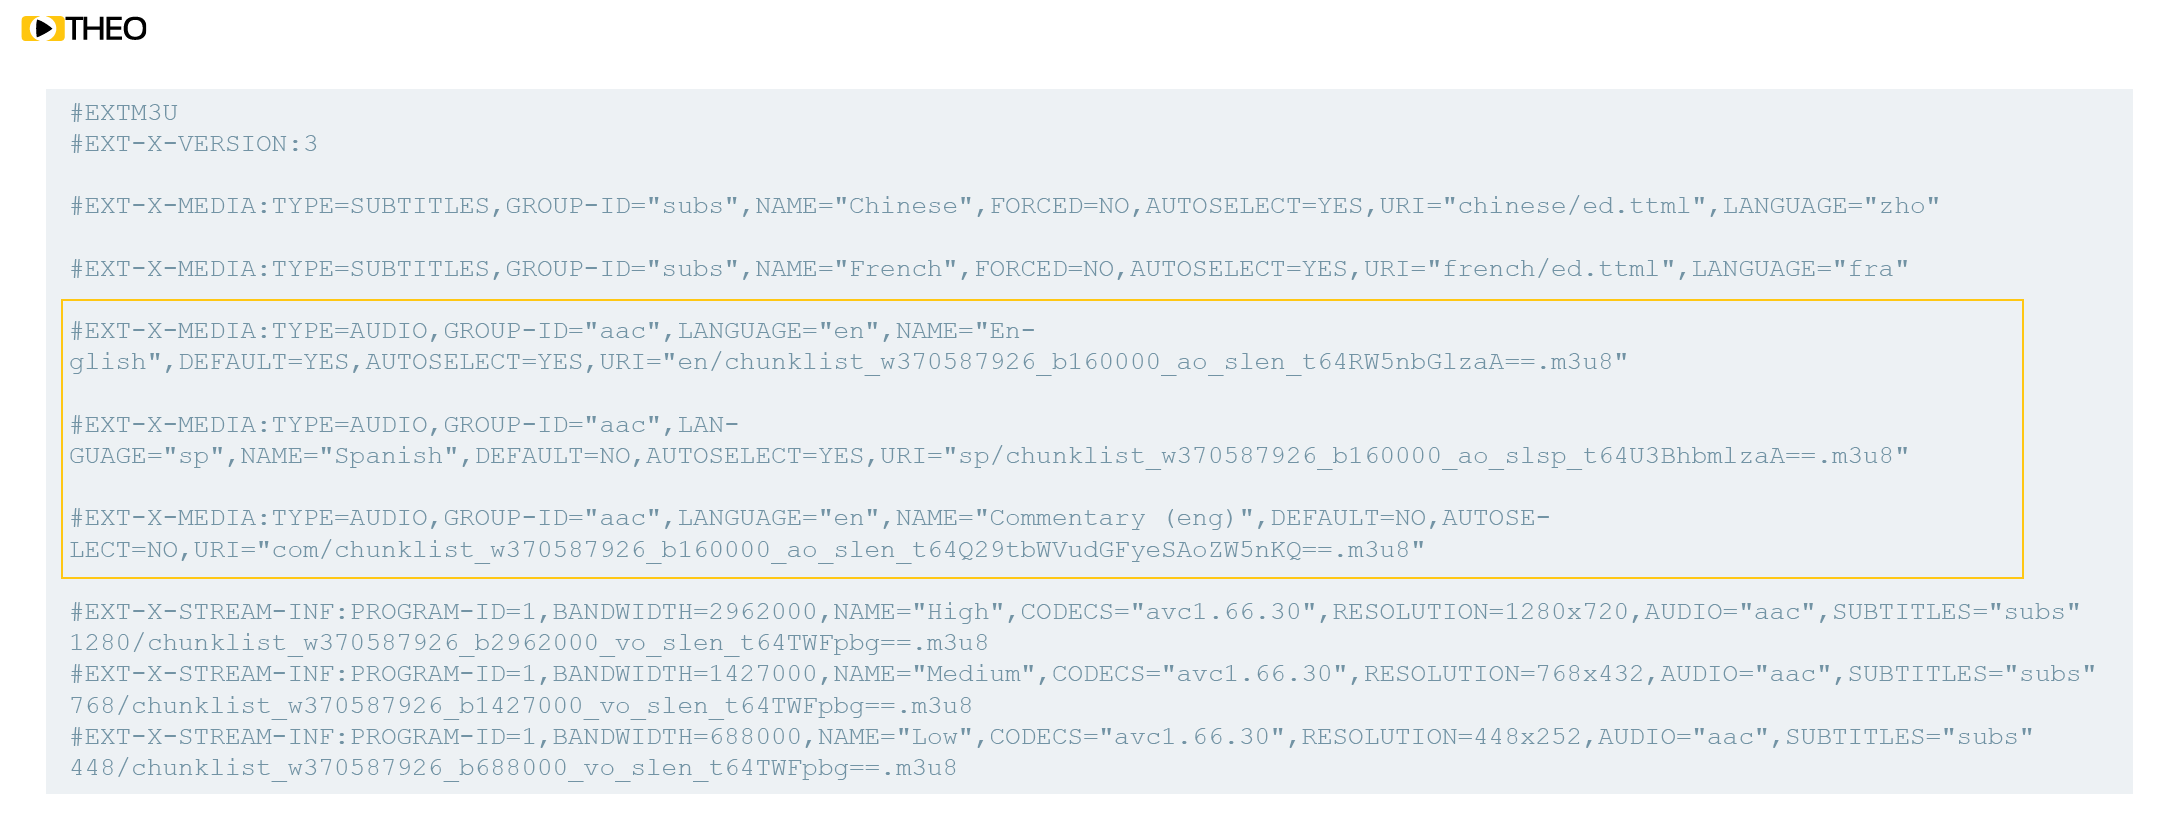 THEO
#EXTM3U
#EXT-X-VERSION:3
#EXT-X-MEDIA:TYPE=SUBTITLES,GROUP-ID="subs",NAME="Chinese",FORCED=NO,AUTOSELECT=YES,URI="chinese/ed.ttml",LANGUAGE="zho"
#EXT-X-MEDIA:TYPE=SUBTITLES,GROUP-ID="subs",NAME="French",FORCED=NO,AUTOSELECT=YES,URI="french/ed.ttml",LANGUAGE="fra"
#EXT-X-MEDIA:TYPE=AUDIO,GROUP-ID="aac",LANGUAGE="en",NAME="En-
glish",DEFAULT=YES,AUTOSELECT=YES,URI="en/chunklist_w370587926_b160000_ao_slen_t64RW5nbGlzaA==.m3u8"
#EXT-X-MEDIA:TYPE=AUDIO,GROUP-ID="aac",LAN-
GUAGE="sp",NAME="Spanish",DEFAULT=NO,AUTOSELECT=YES,URI="sp/chunklist_w370587926_b160000_ao_slsp_t64U3BhbmlzaA==.m3u8"
#EXT-X-MEDIA:TYPE=AUDIO,GROUP-ID="aac",LANGUAGE="en",NAME="Commentary (eng)",DEFAULT=NO,AUTOSE-
LECT=NO,URI="com/chunklist_w370587926_b160000_ao_slen_t64Q29tbWVudGFyeSAoZW5nKQ==.m3u8"
#EXT-X-STREAM-INF:PROGRAM-ID=1,BANDWIDTH=2962000,NAME="High",CODECS="avc1.66.30",RESOLUTION=1280x720,AUDIO="aac",SUBTITLES="subs"
1280/chunklist_w370587926_b2962000_vo_slen_t64TWFpbg==.m3u8
#EXT-X-STREAM-INF:PROGRAM-ID=1,BANDWIDTH=1427000,NAME="Medium",CODECS="avc1.66.30",RESOLUTION=768x432,AUDIO="aac",SUBTITLES="subs"
768/chunklist_w370587926_b1427000_vo_slen_t64TWFpbg==.m3u8
#EXT-X-STREAM-INF:PROGRAM-ID=1,BANDWIDTH=688000,NAME="Low",CODECS="avc1.66.30",RESOLUTION=448x252,AUDIO="aac",SUBTITLES="subs"
448/chunklist_w370587926_b688000_vo_slen_t64TWFpbg==.m3u8